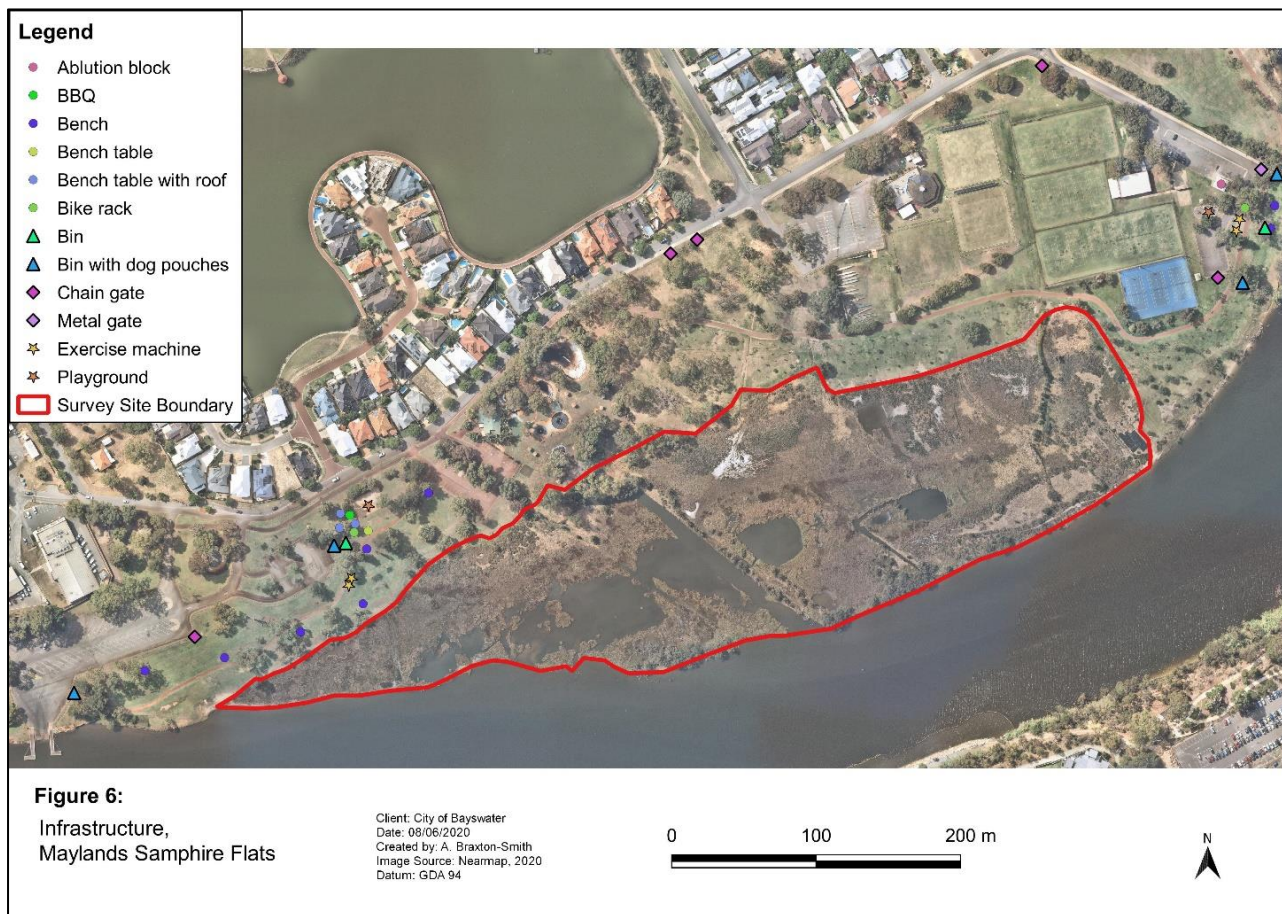 Legend
Ablution block
BBQ
Bench
Bench table
Bench table with roof
Bike rack
Bin
Bin with dog pouches
Chain gate
Metal gate
Exercise machine
Playground
Survey Site Boundary
Figure 6:
Infrastructure,
Maylands Samphire Flats
Client: City of Bayswater
Date: 08/06/2020
Created by: A. Braxton-Smith
Image Source: Nearmap, 2020
Datum: GDA 94
0 100 200 m
N